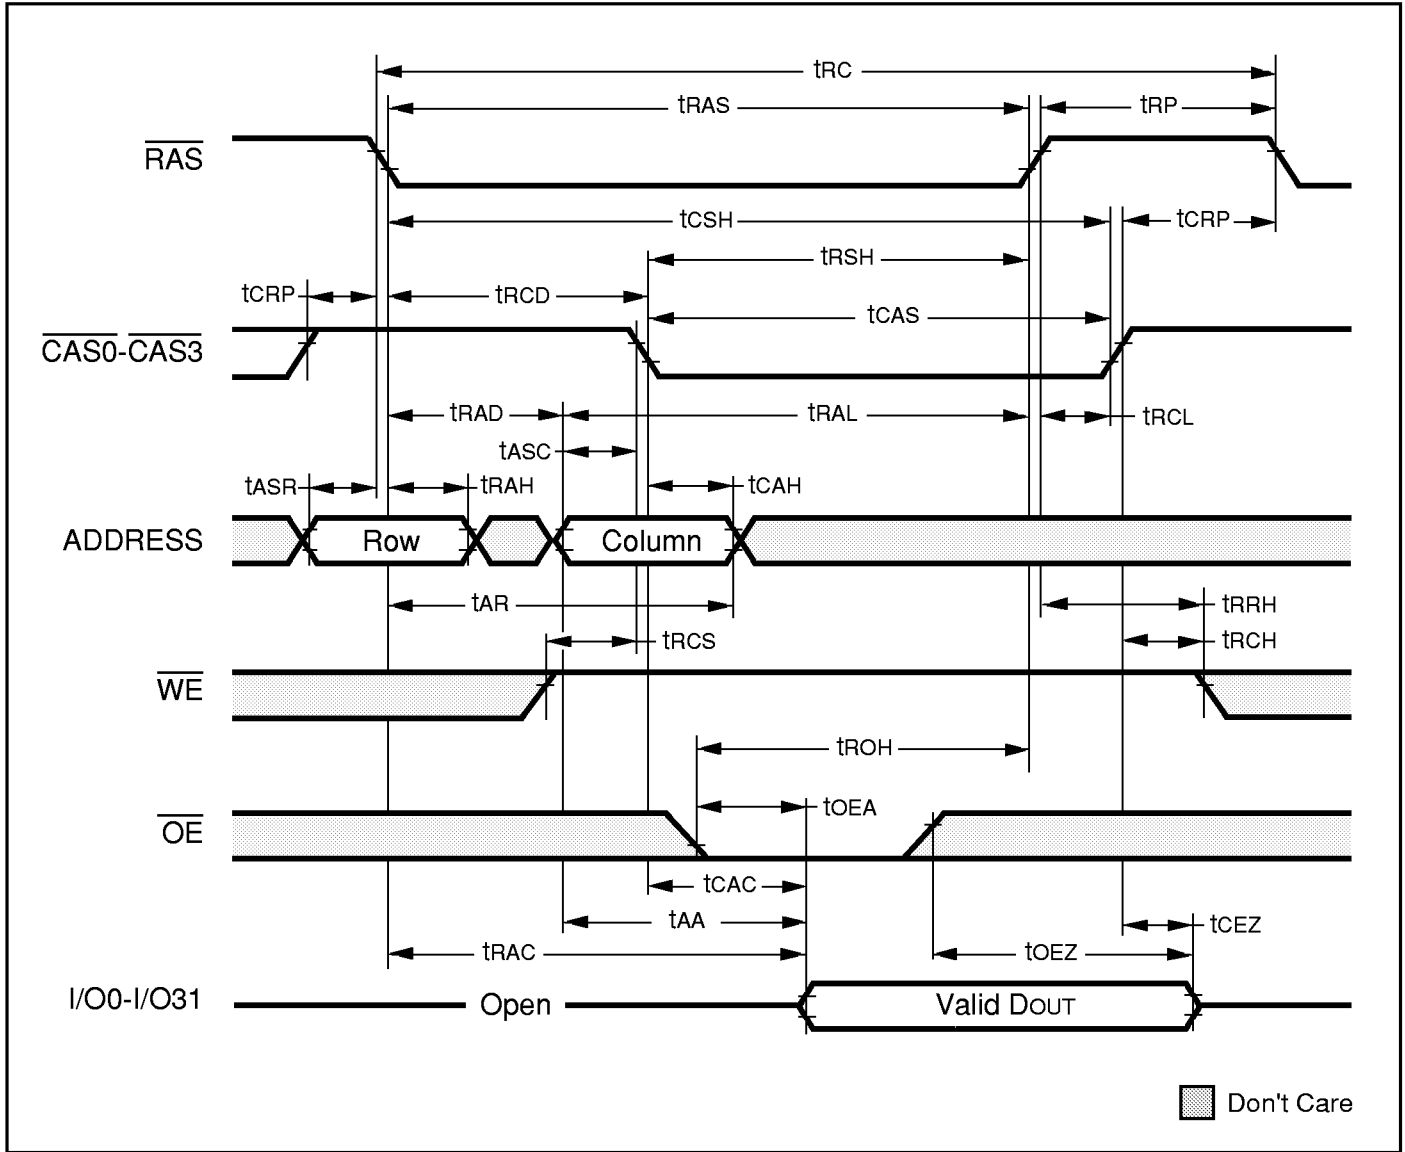 tRC
tRAS tRP
RAS
tCSH tCRP
tRSH
tCRP tRCD
tCAS
CAS0-CAS3
tRAD tRAL tRCL
tASC
tASR tRAH tCAH
ADDRESS Row Column
tAR tRRH
tRCS tRCH
WE
tROH
tOEA
OE
tCAC
tAA tCEZ
tRAC tOEZ
I/O0-I/O31 Open Valid DOUT
Don't Care